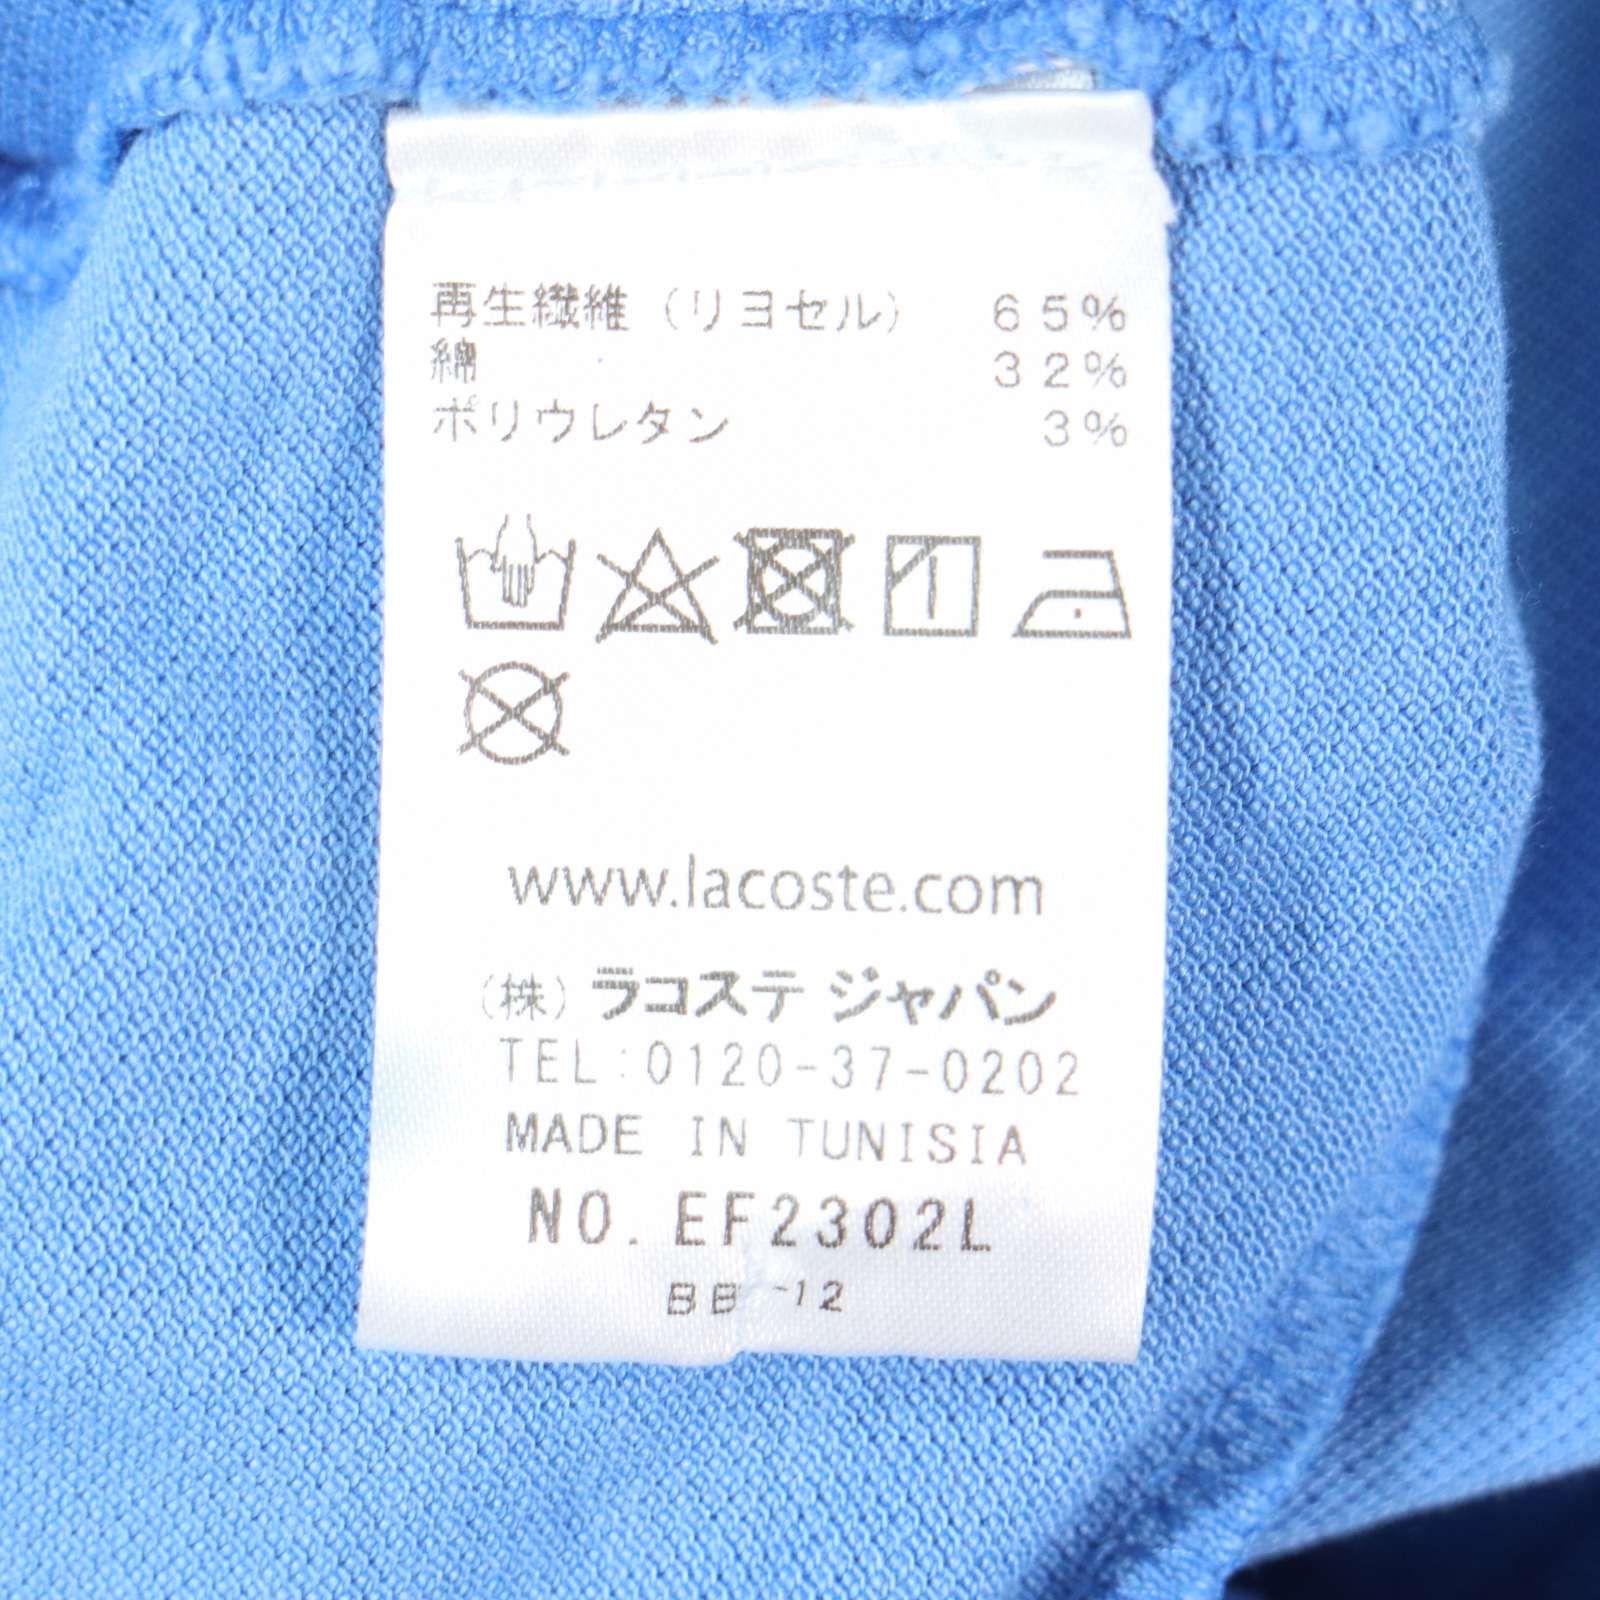 再生繊維（リヨセル） 65%
綿 32%
ポリウレタン 3%
www.lacoste.com
（株）ラコステ ジャパン
TEL:0120-37-0202
MADE IN TUNISIA
NO. EF2302L
BB -12